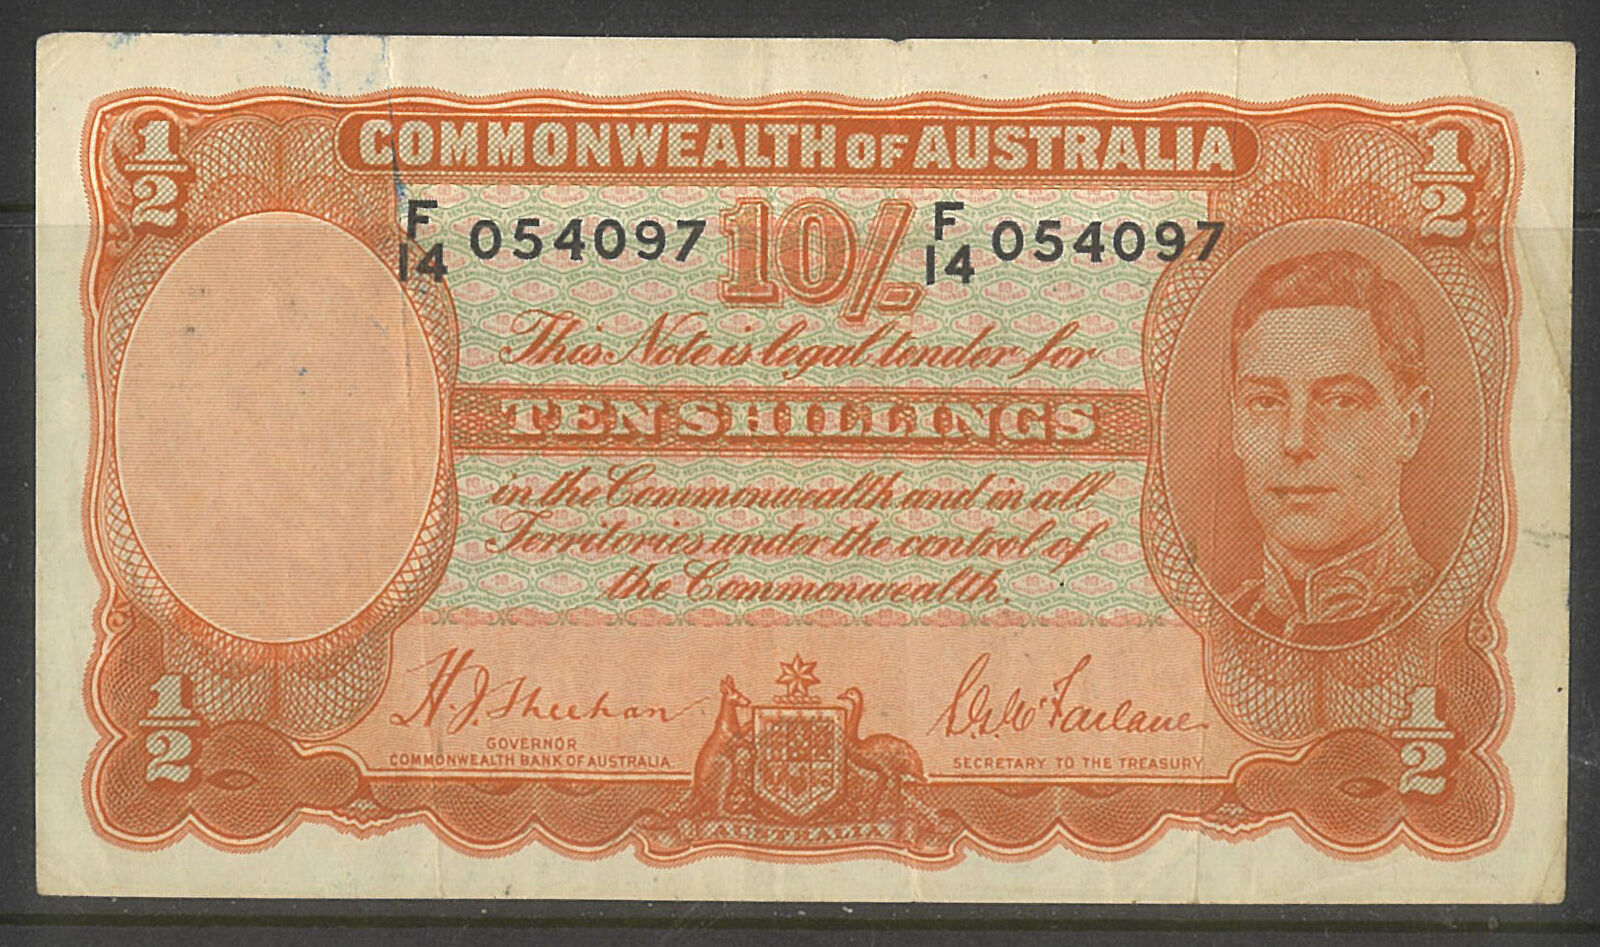 COMMONWEALTH OF AUSTRALIA
1/2
1/2
F/14 054097
10/-
F/14 054097
This Note is legal tender for
TEN SHILLINGS
in the Commonwealth and in all
Territories under the control of
the Commonwealth.
H. J. Sheehan
S. G. McFarlane
GOVERNOR
COMMONWEALTH BANK OF AUSTRALIA.
SECRETARY TO THE TREASURY.
1/2
1/2
AUSTRALIA